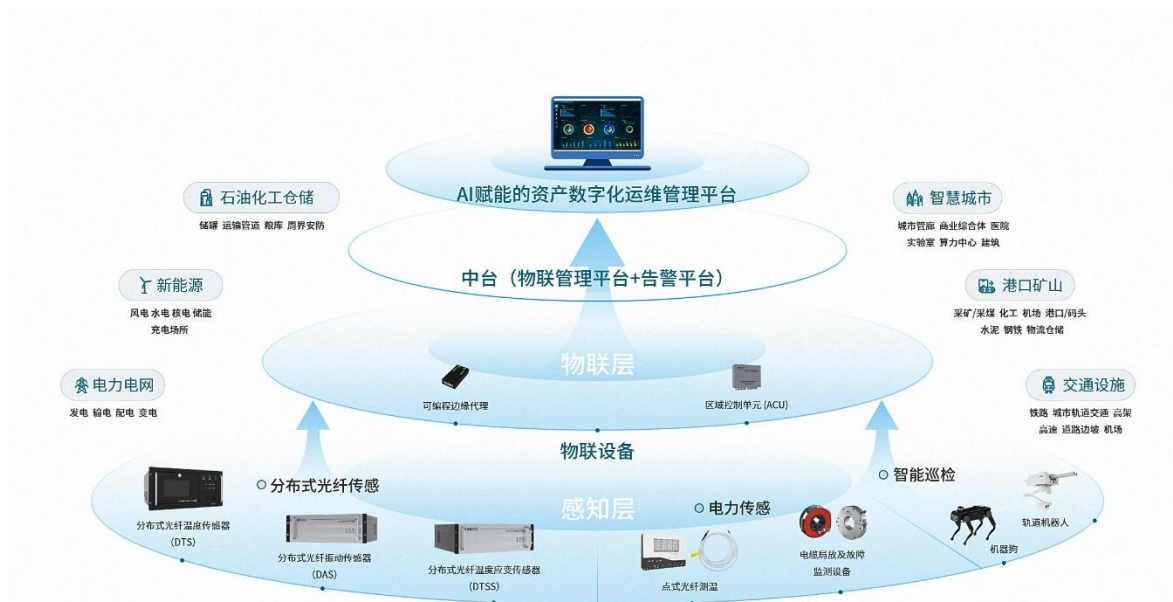 AI赋能的资产数字化运维管理平台
石油化工仓储
储罐 运输管道 粮库 周界安防
智慧城市
城市管廊 商业综合体 医院
实验室 算力中心 建筑
中台（物联管理平台+告警平台）
新能源
风电 水电 核电 储能
充电场所
港口矿山
采矿/采煤 化工 机场 港口/码头
水泥 钢铁 物流仓储
物联层
可编程边缘代理
区域控制单元 (ACU)
电力电网
发电 输电 配电 变电
交通设施
铁路 城市轨道交通 高架
高速 道路边坡 机场
物联设备
感知层
分布式光纤传感
分布式光纤温度传感器
（DTS）
分布式光纤振动传感器
（DAS）
分布式光纤温度应变传感器
（DTSS）
电力传感
点式光纤测温
电缆局放及故障
监测设备
智能巡检
机器狗
轨道机器人